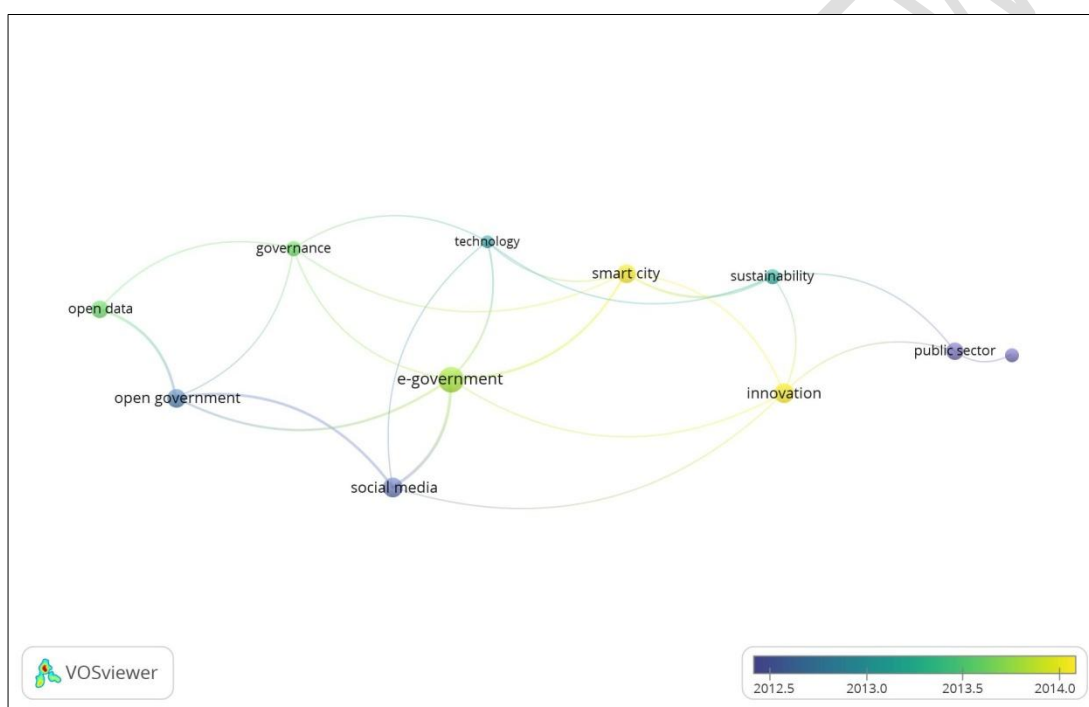 technology
governance
smart city
sustainability
open data
public sector
e-government
innovation
open government
social media
VOSviewer
2012.5 2013.0 2013.5 2014.0